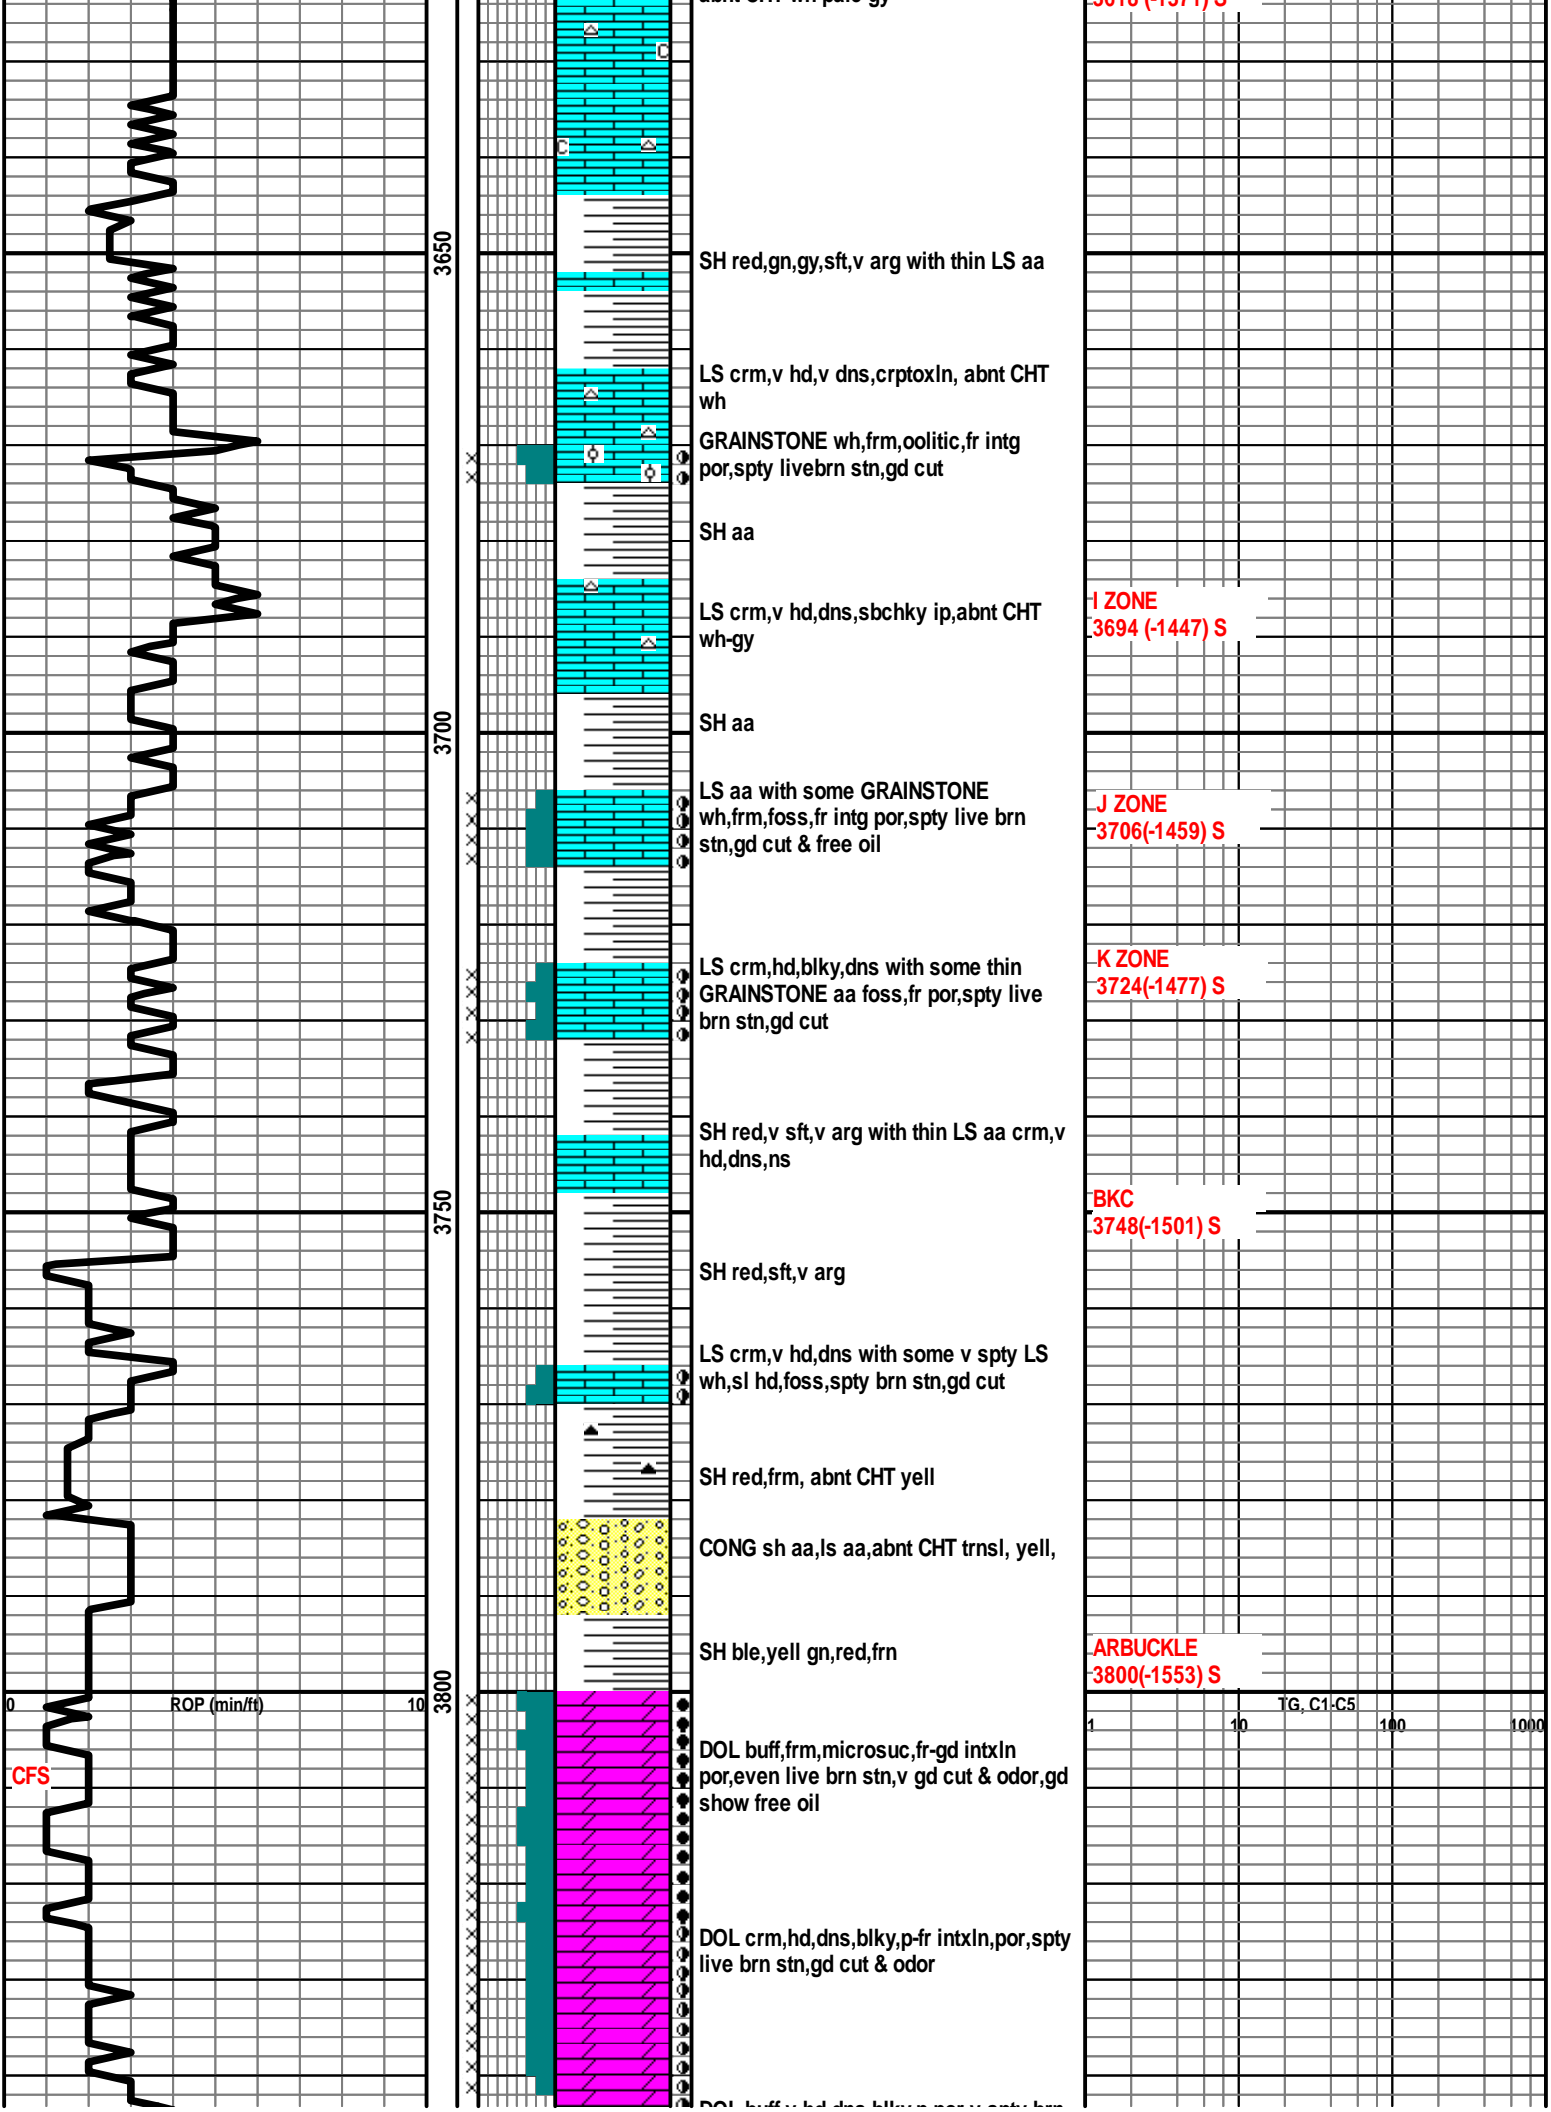 3650
SH red,gn,gy,sft,v arg with thin LS aa
LS crm,v hd,v dns,crptoxln, abnt CHT
wh
GRAINSTONE wh,frm,oolitic,fr intg
por,spty livebrn stn,gd cut
SH aa
LS crm,v hd,dns,sbchky ip,abnt CHT
wh-gy
I ZONE
3694 (-1447) S
3700
SH aa
LS aa with some GRAINSTONE
wh,frm,foss,fr intg por,spty live brn
stn,gd cut & free oil
J ZONE
3706(-1459) S
LS crm,hd,blky,dns with some thin
GRAINSTONE aa foss,fr por,spty live
brn stn,gd cut
K ZONE
3724(-1477) S
SH red,v sft,v arg with thin LS aa crm,v
hd,dns,ns
3750
BKC
3748(-1501) S
SH red,sft,v arg
LS crm,v hd,dns with some v spty LS
wh,sl hd,foss,spty brn stn,gd cut
SH red,frm, abnt CHT yell
CONG sh aa,ls aa,abnt CHT trnsl, yell,
SH ble,yell gn,red,frn
ARBUCKLE
3800(-1553) S
0 ROP (min/ft) 10
3800
TG, C1-C5
1 10 100 1000
CFS
DOL buff,frm,microsuc,fr-gd intxln
por,even live brn stn,v gd cut & odor,gd
show free oil
DOL crm,hd,dns,blky,p-fr intxln,por,spty
live brn stn,gd cut & odor